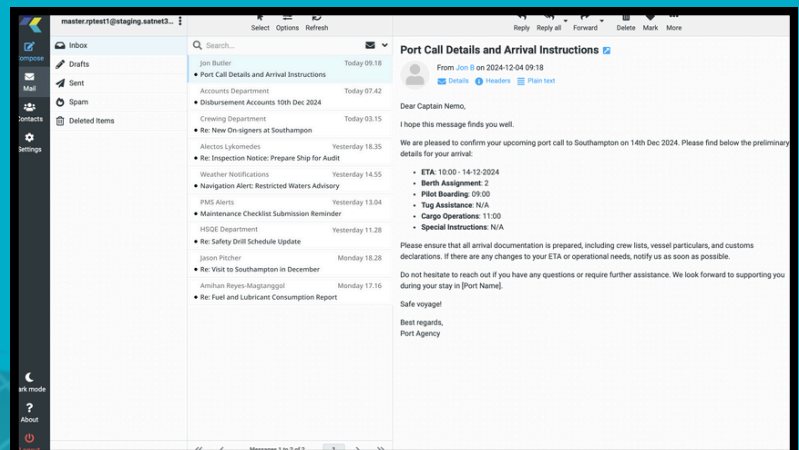 master.rptest1@staging.satnet3...
Compose
Mail
Contacts
Settings
ark mode
About
Inbox
Drafts
Sent
Spam
Deleted Items
Select Options Refresh
Search...
Jon Butler Today 09.18
Port Call Details and Arrival Instructions
Accounts Department Today 07.42
Disbursement Accounts 10th Dec 2024
Crewing Department Today 03.15
Re: New On-signers at Southampon
Alectos Lykomedes Yesterday 18.35
Re: Inspection Notice: Prepare Ship for Audit
Weather Notifications Yesterday 14.55
Navigation Alert: Restricted Waters Advisory
PMS Alerts Yesterday 13.04
Maintenance Checklist Submission Reminder
HSQE Department Yesterday 11.28
Re: Safety Drill Schedule Update
Jason Pitcher Monday 18.28
Re: Visit to Southampton in December
Amihan Reyes-Magtanggol Monday 17.16
Re: Fuel and Lubricant Consumption Report
Reply Reply all Forward Delete Mark More
Port Call Details and Arrival Instructions
From Jon B on 2024-12-04 09:18
Details Headers Plain text
Dear Captain Nemo,
I hope this message finds you well.
We are pleased to confirm your upcoming port call to Southampton on 14th Dec 2024. Please find below the preliminary
details for your arrival:
• ETA: 10:00 - 14-12-2024
• Berth Assignment: 2
• Pilot Boarding: 09:00
• Tug Assistance: N/A
• Cargo Operations: 11:00
• Special Instructions: N/A
Please ensure that all arrival documentation is prepared, including crew lists, vessel particulars, and customs
declarations. If there are any changes to your ETA or operational needs, notify us as soon as possible.
Do not hesitate to reach out if you have any questions or require further assistance. We look forward to supporting you
during your stay in [Port Name].
Safe voyage!
Best regards,
Port Agency